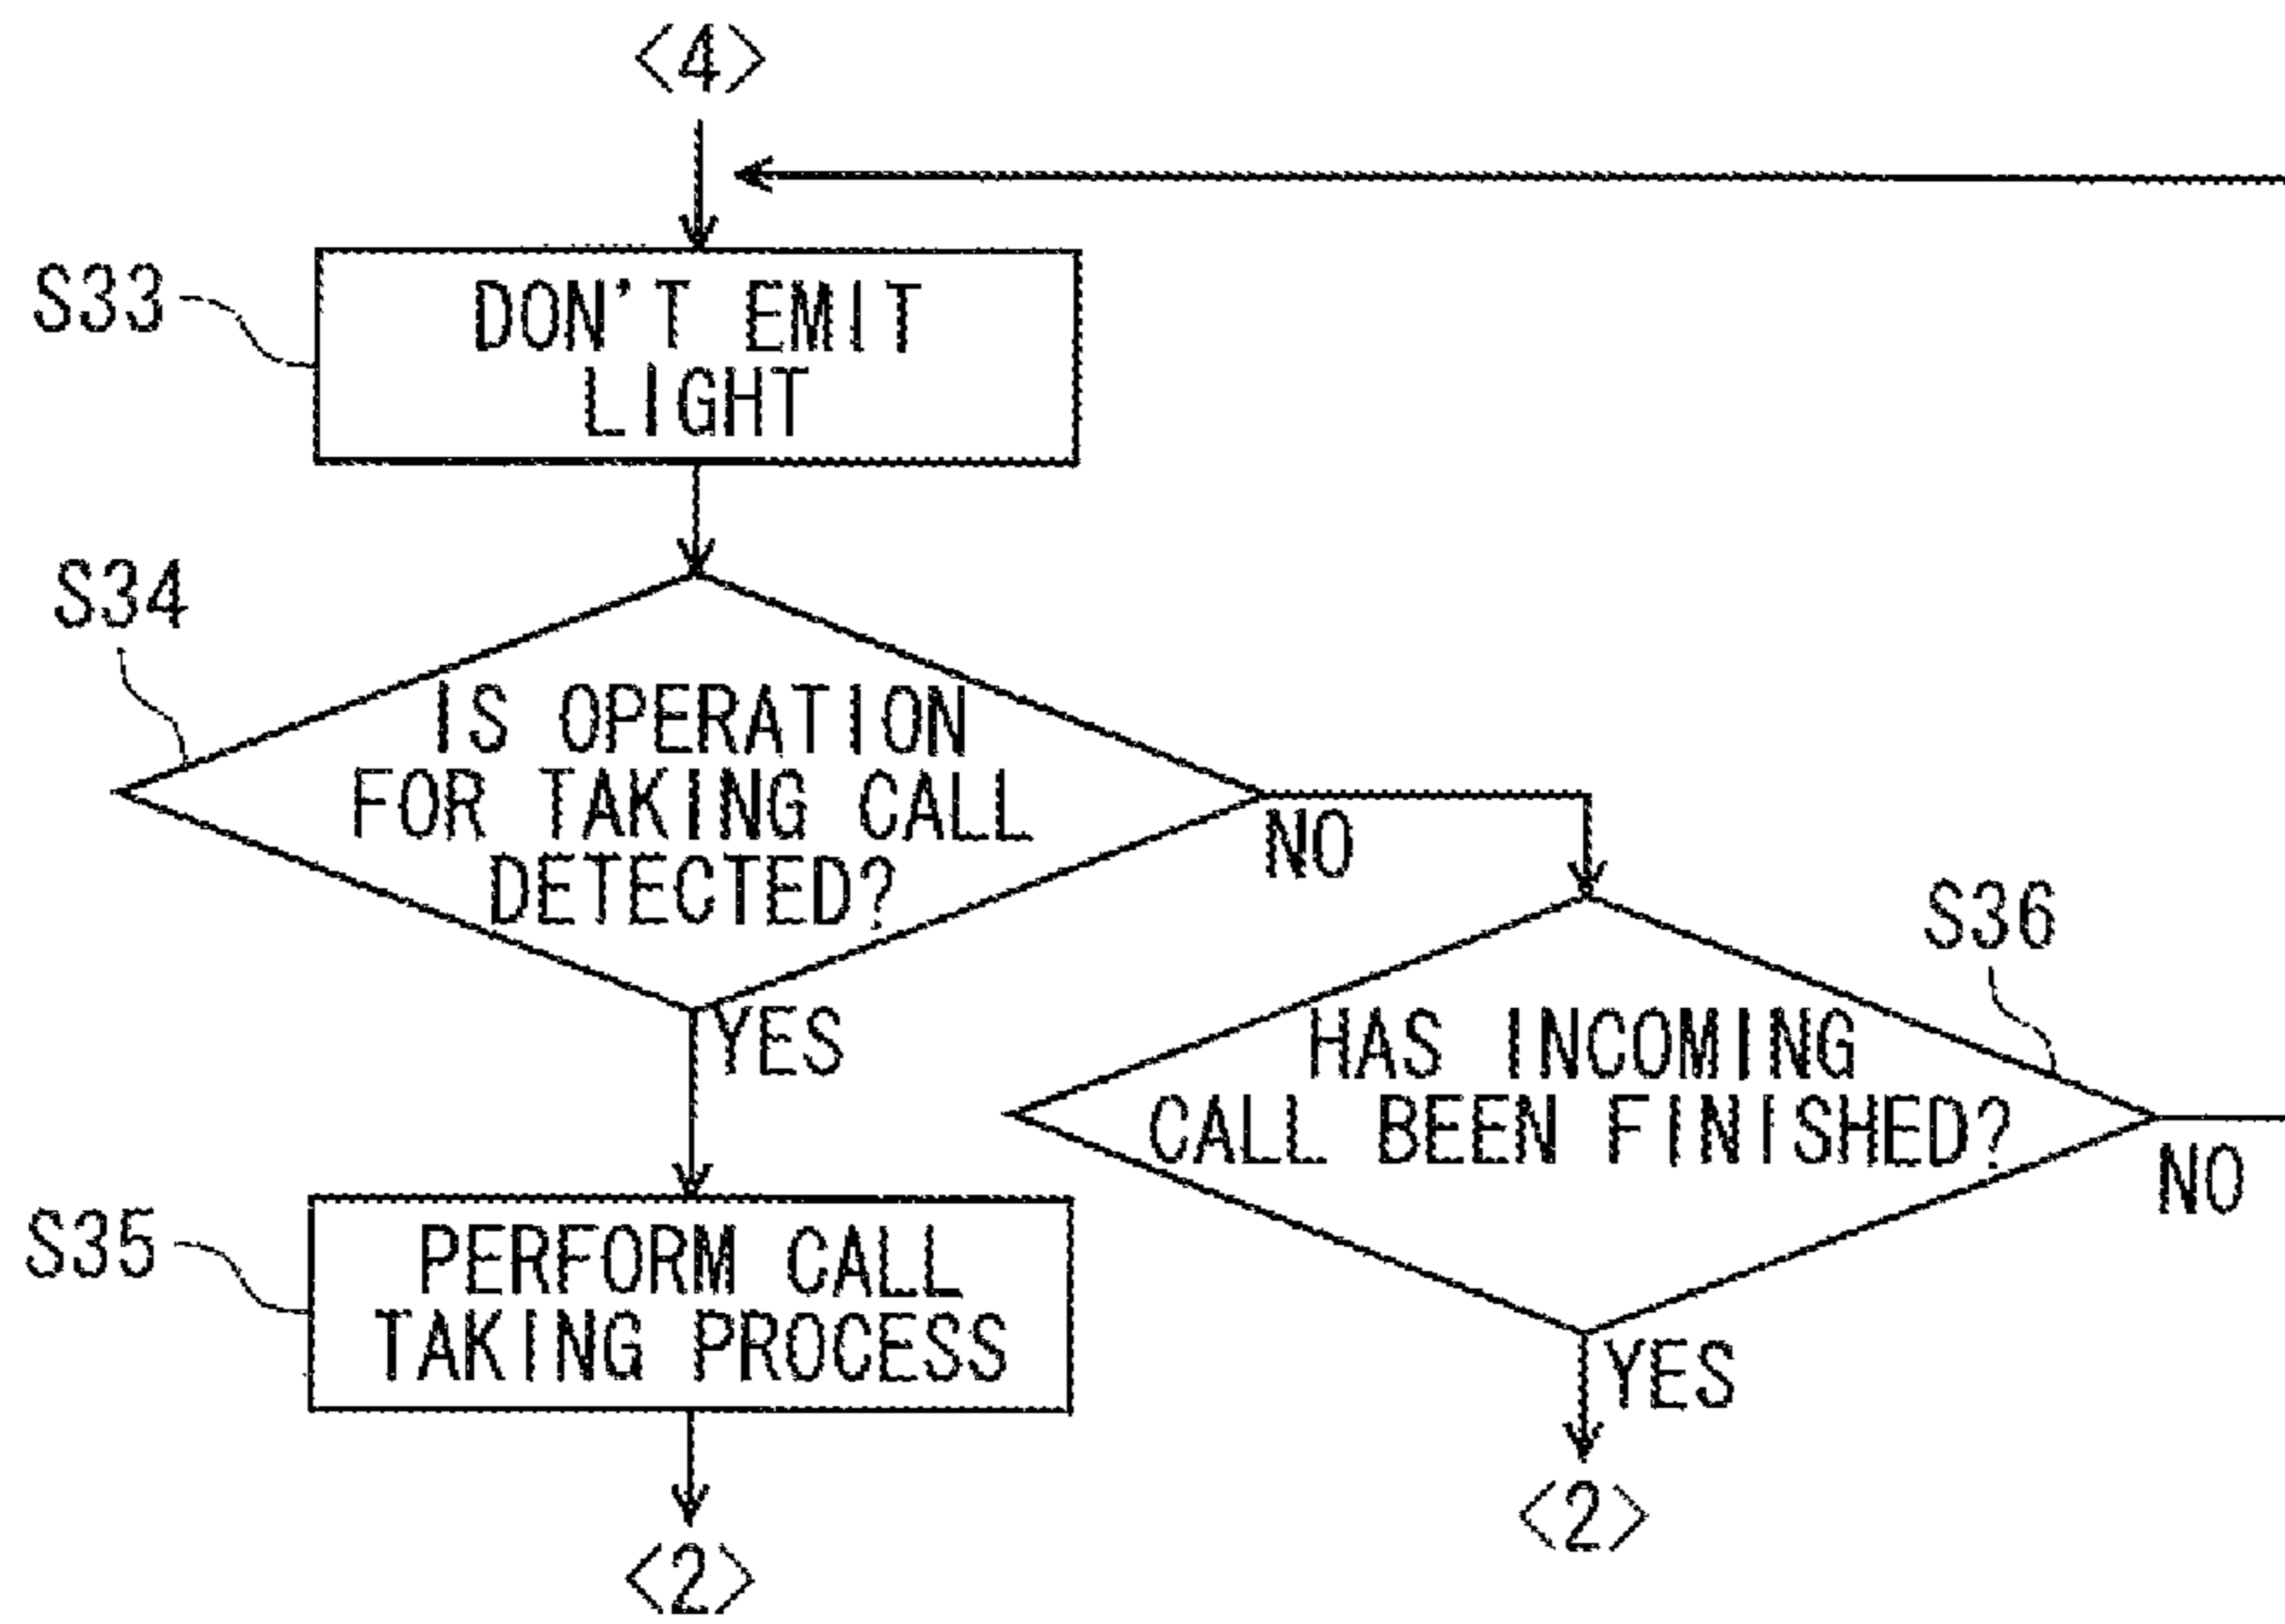 <4>
S33
DON'T EMIT
LIGHT
S34
IS OPERATION
FOR TAKING CALL
DETECTED?
NO
YES
S36
HAS INCOMING
CALL BEEN FINISHED?
NO
YES
S35
PERFORM CALL
TAKING PROCESS
<2>
<2>